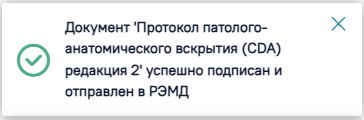 Документ 'Протокол патолого-
анатомического вскрытия (CDA)
редакция 2' успешно подписан и
отправлен в РЭМД